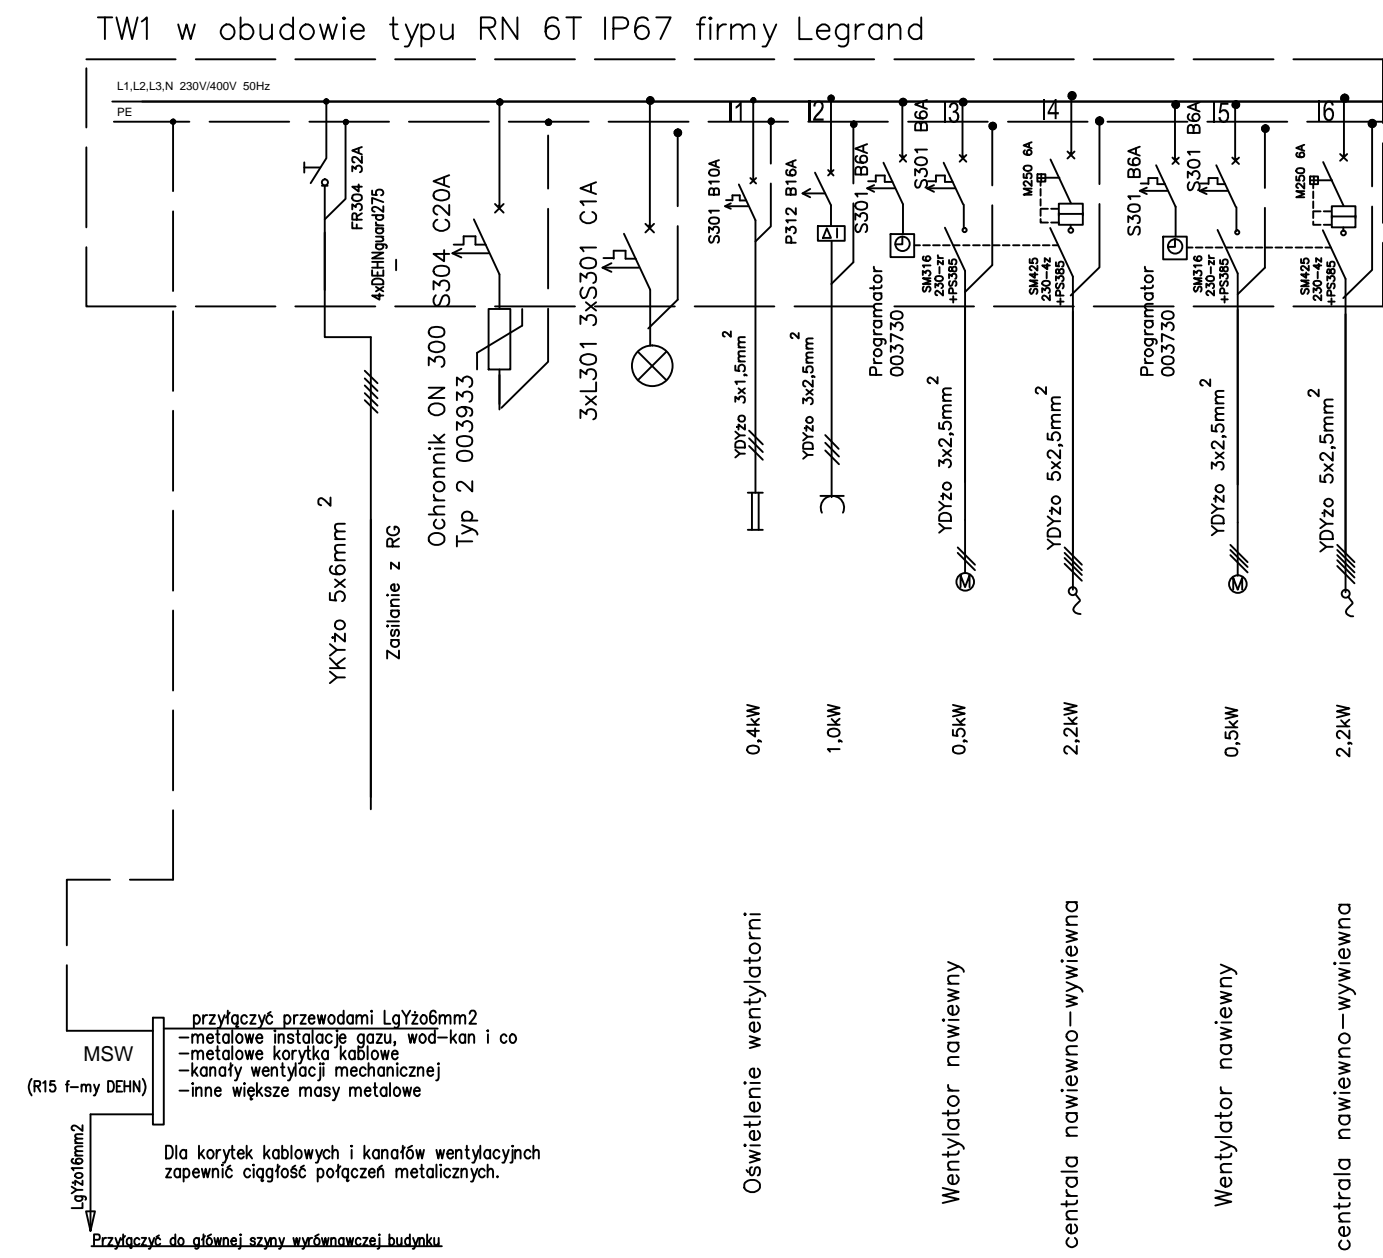 TW1 w obudowie typu RN 6T IP67 firmy Legrand
L1,L2,L3,N 230V/400V 50Hz
PE
FR304 32A
4xDEHNguard275
S304 C20A
Ochronnik ON 300
Typ 2 003933
3xL301 3xS301 C1A
YKYżo 5x6mm 2
Zasilanie z RG
1
S301 B10A
YDYżo 3x1,5mm 2
0,4kW
Oswietlenie wentylatorni
2
P312 B16A
YDYżo 3x2,5mm 2
1,0kW
S301 B6A
Programator
003730
3
S301 B6A
SM316
230-zr
+PS385
YDYżo 3x2,5mm 2
M
0,5kW
Wentylator nawiewny
4
M250 6A
SM425
230-4z
+PS385
YDYżo 5x2,5mm 2
2,2kW
centrala nawiewno-wywiewna
S301 B6A
Programator
003730
5
S301 B6A
SM316
230-zr
+PS385
YDYżo 3x2,5mm 2
M
0,5kW
Wentylator nawiewny
6
M250 6A
SM425
230-4z
+PS385
YDYżo 5x2,5mm 2
2,2kW
centrala nawiewno-wywiewna
MSW
(R15 f-my DEHN)
przyłączyć przewodami LgYżo6mm2
-metalowe instalacje gazu, wod-kan i co
-metalowe korytka kablowe
-kanały wentylacji mechanicznej
-inne większe masy metalowe
Dla korytek kablowych i kanałów wentylacyjnch
zapewnić ciągłość połączeń metalicznych.
LgYżo16mm2
Przyłączyć do głównej szyny wyrównawczej budynku